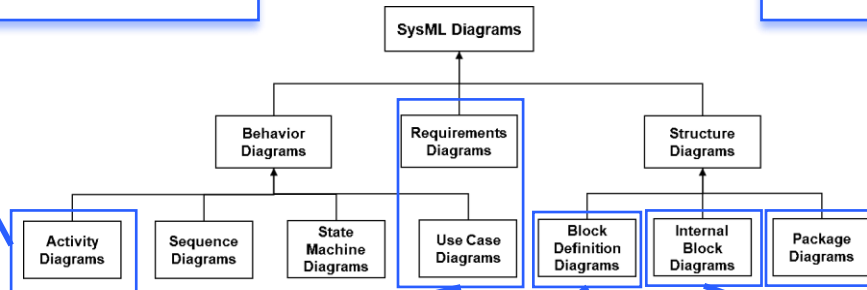 SysML Diagrams
Behavior
Diagrams
Requirements
Diagrams
Structure
Diagrams
Activity
Diagrams
Sequence
Diagrams
State
Machine
Diagrams
Use Case
Diagrams
Block
Definition
Diagrams
Internal
Block
Diagrams
Package
Diagrams